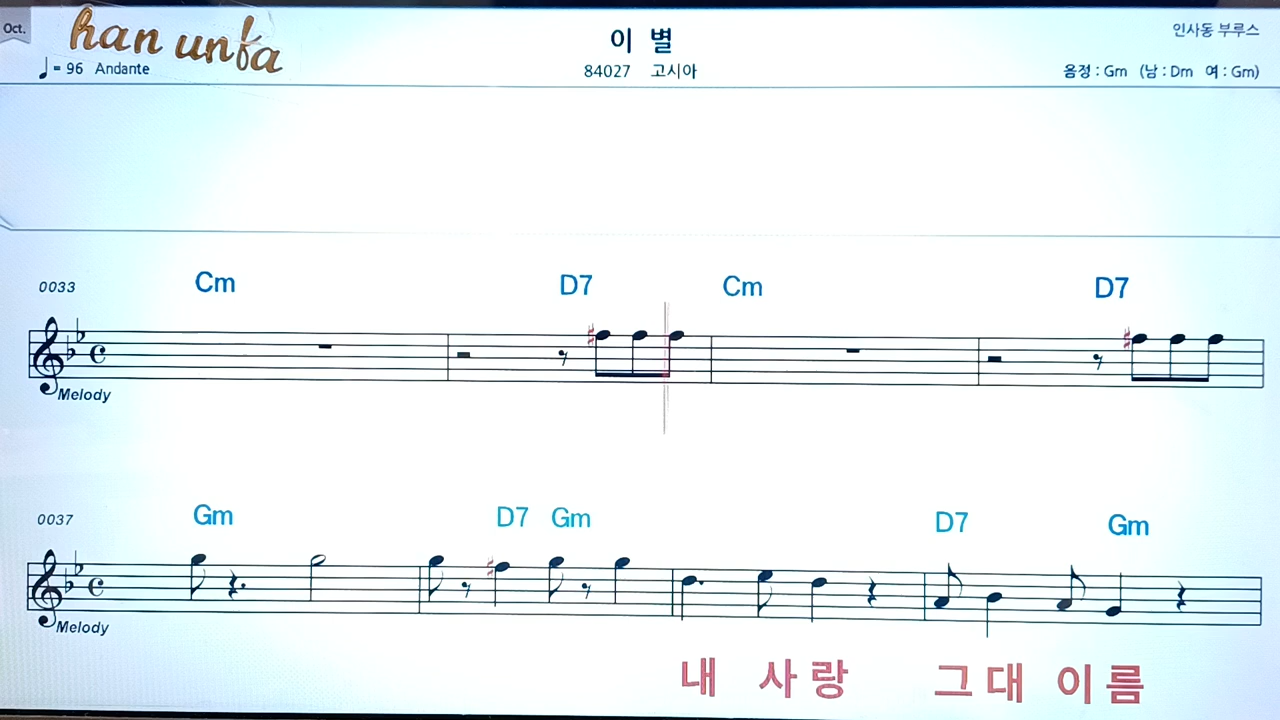 Oct.
han unfa
이 별
인사동 부루스
♩= 96 Andante
84027 고시아
음정 : Gm (남 : Dm 여 : Gm)
0033 Cm D7 Cm D7
Melody
0037 Gm D7 Gm D7 Gm
Melody
내 사랑 그대 이름